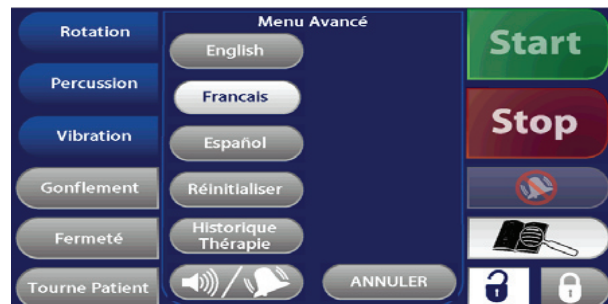 Rotation
Percussion
Vibration
Gonflement
Fermeté
Tourne Patient
Menu Avancé
English
Francais
Español
Réinitialiser
Historique
Thérapie
/
ANNULER
Start
Stop